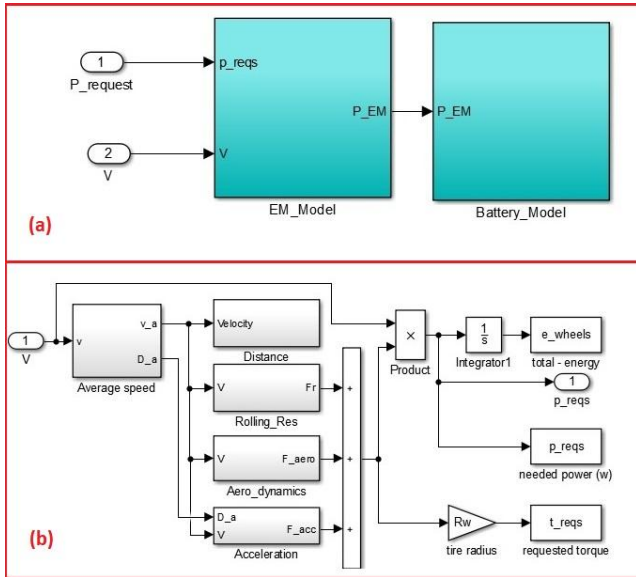 1
P_request
2
V
p_reqs
V
P_EM
EM_Model
P_EM
Battery_Model
(a)
1
V
v
v_a
D_a
Average speed
Velocity
Distance
V
Fr
Rolling_Res
V
F_aero
Aero_dynamics
D_a
V
F_acc
Acceleration
+
+
+
×
Product
1
s
Integrator1
e_wheels
total - energy
1
p_reqs
p_reqs
needed power (w)
Rw
tire radius
t_reqs
requested torque
(b)